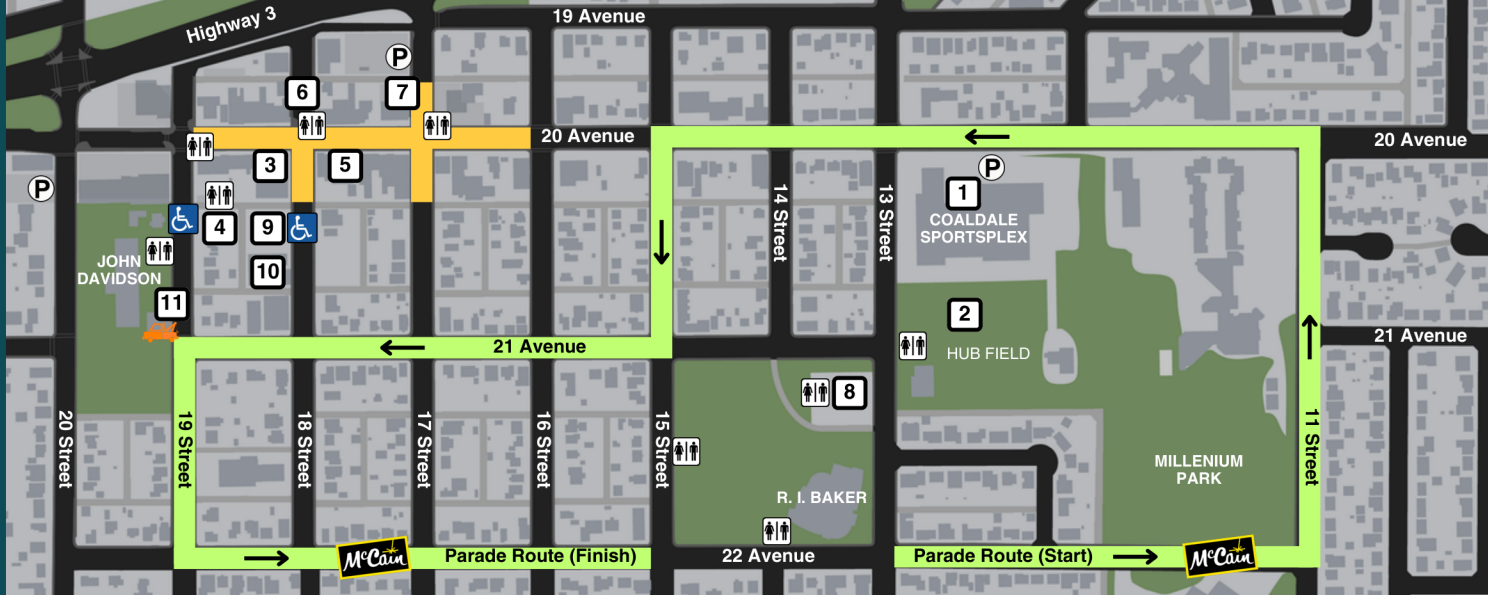 Highway 3
19 Avenue
P
6
7
20 Avenue
20 Avenue
3
5
P
1
COALDALE
SPORTSPLEX
P
4
9
10
14 Street
13 Street
JOHN
DAVIDSON
11
2
HUB FIELD
21 Avenue
21 Avenue
8
20 Street
19 Street
18 Street
17 Street
16 Street
15 Street
11 Street
MILLENIUM
PARK
R. I. BAKER
McCain
Parade Route (Finish)
22 Avenue
Parade Route (Start)
McCain